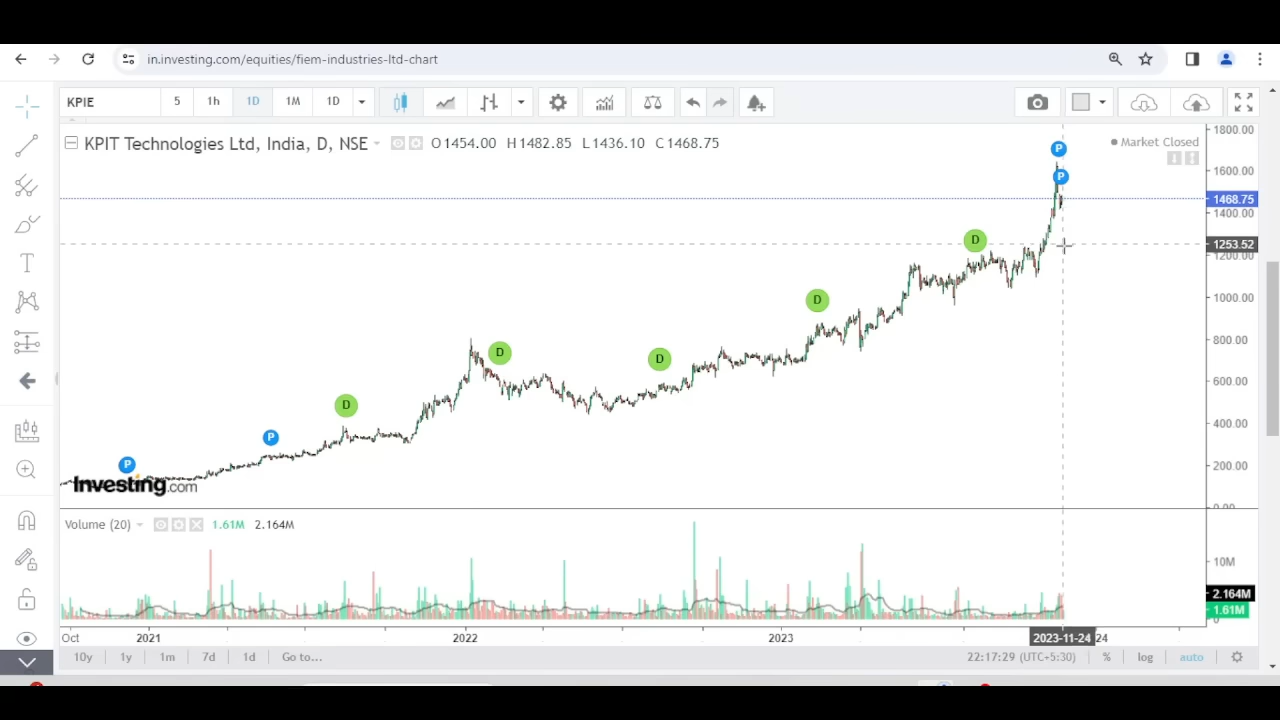 in.investing.com/equities/fiem-industries-ltd-chart
KPIE 5 1h 1D 1M 1D
KPIT Technologies Ltd, India, D, NSE O 1454.00 H 1482.85 L 1436.10 C 1468.75
Market Closed
1800.00
1600.00
1468.75
1400.00
1253.52
1200.00
1000.00
800.00
600.00
400.00
200.00
0.00
P
P
D
D
D
D
D
P
P
Investing.com
Volume (20) 1.61M 2.164M
10M
2.164M
1.61M
0
Oct 2021 2022 2023 2023-11-24 24
10y 1y 1m 7d 1d Go to... 22:17:29 (UTC+5:30) % log auto